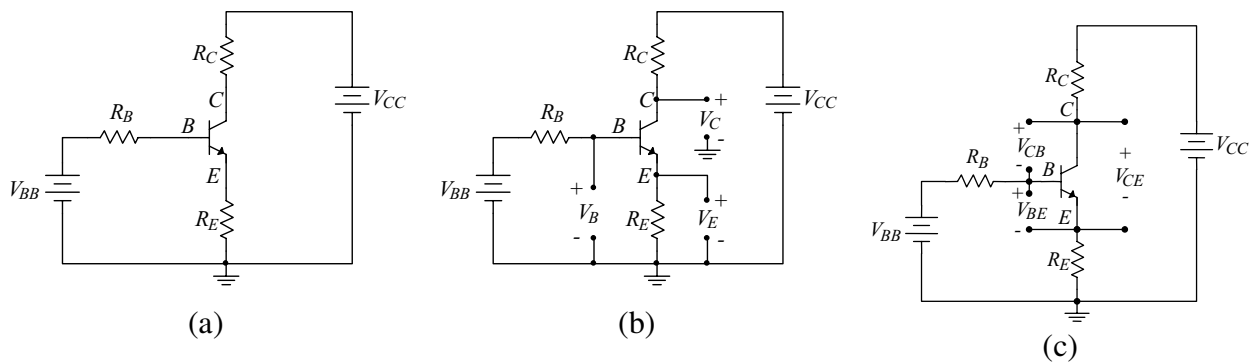 R_C
C
V_CC
R_B
B
E
V_BB
R_E
(a)
R_C
C
+
V_C
-
V_CC
R_B
B
E
V_BB
+
V_B
-
R_E
+
V_E
-
(b)
R_C
C
+
V_CB
-
+
V_CE
-
V_CC
R_B
B
+
V_BE
-
E
V_BB
R_E
(c)